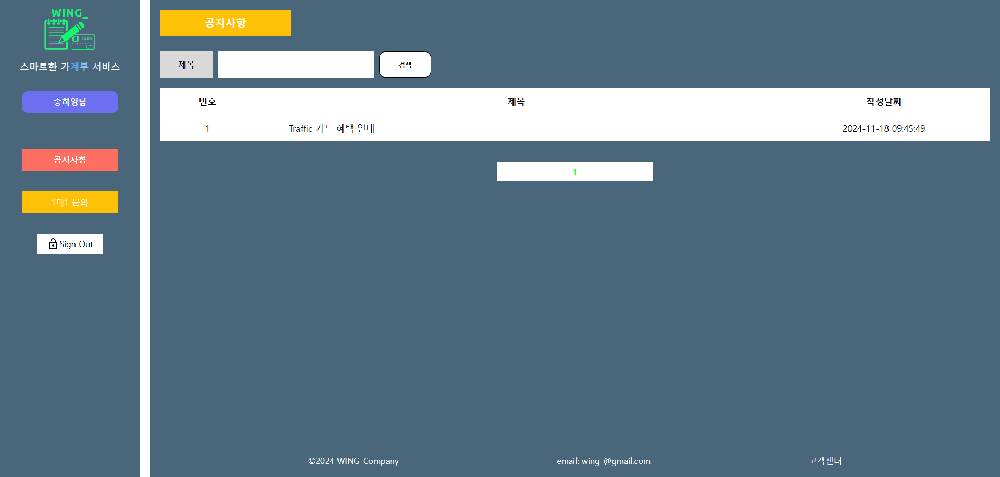 WING_
CARD
스마트한 가계부 서비스
송하영님
공지사항
1대1 문의
Sign Out
공지사항
제목
검색
번호 제목 작성날짜
1 Traffic 카드 혜택 안내 2024-11-18 09:45:49
1
©2024 WING_Company email: wing_@gmail.com 고객센터